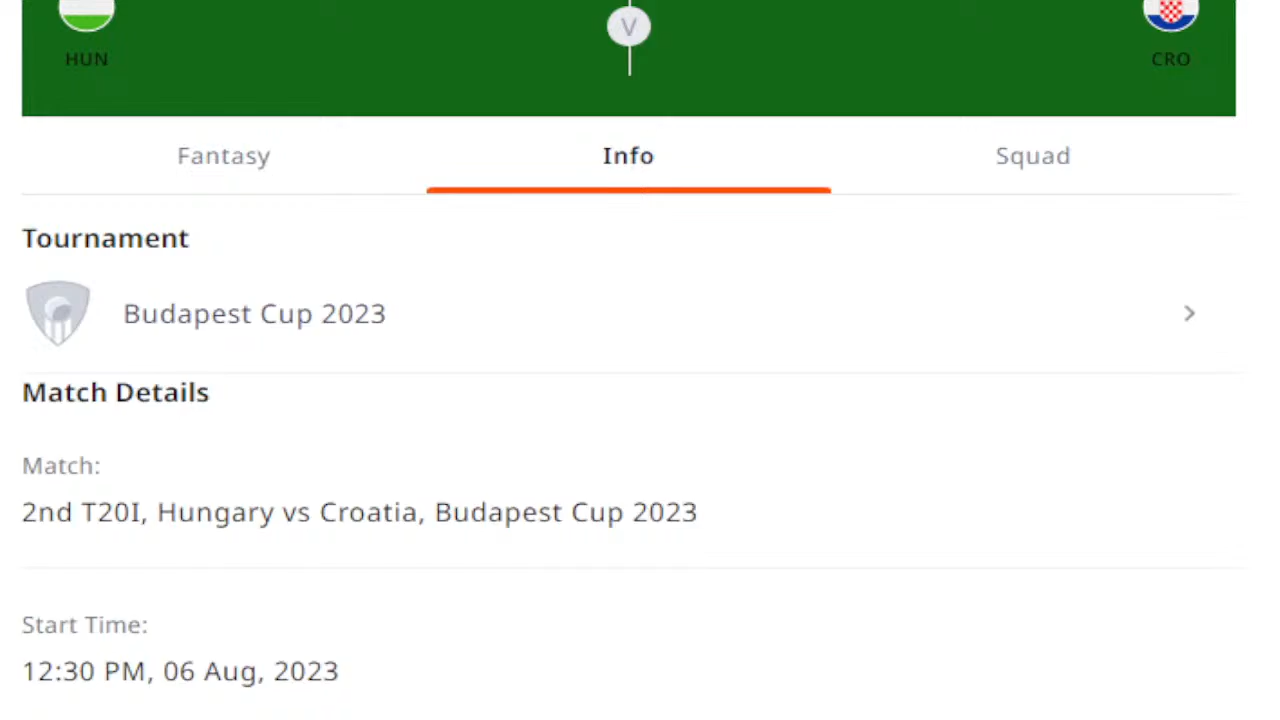 V
HUN
CRO
Fantasy
Info
Squad
Tournament
Budapest Cup 2023
Match Details
Match:
2nd T20I, Hungary vs Croatia, Budapest Cup 2023
Start Time:
12:30 PM, 06 Aug, 2023